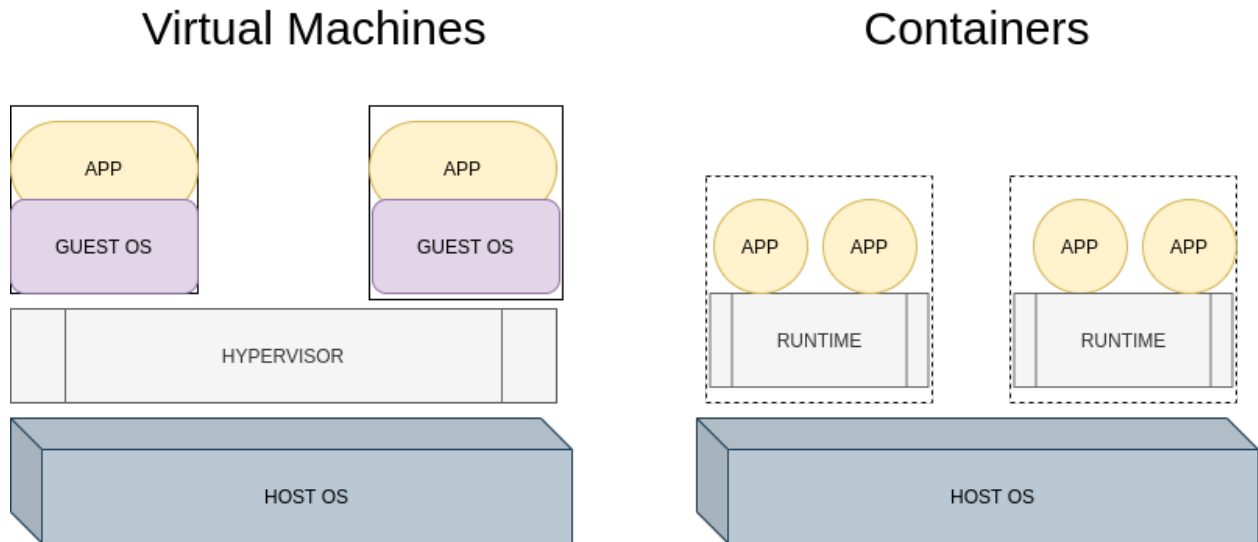 Virtual Machines
APP
APP
GUEST OS
GUEST OS
HYPERVISOR
HOST OS
Containers
APP
APP
APP
APP
RUNTIME
RUNTIME
HOST OS